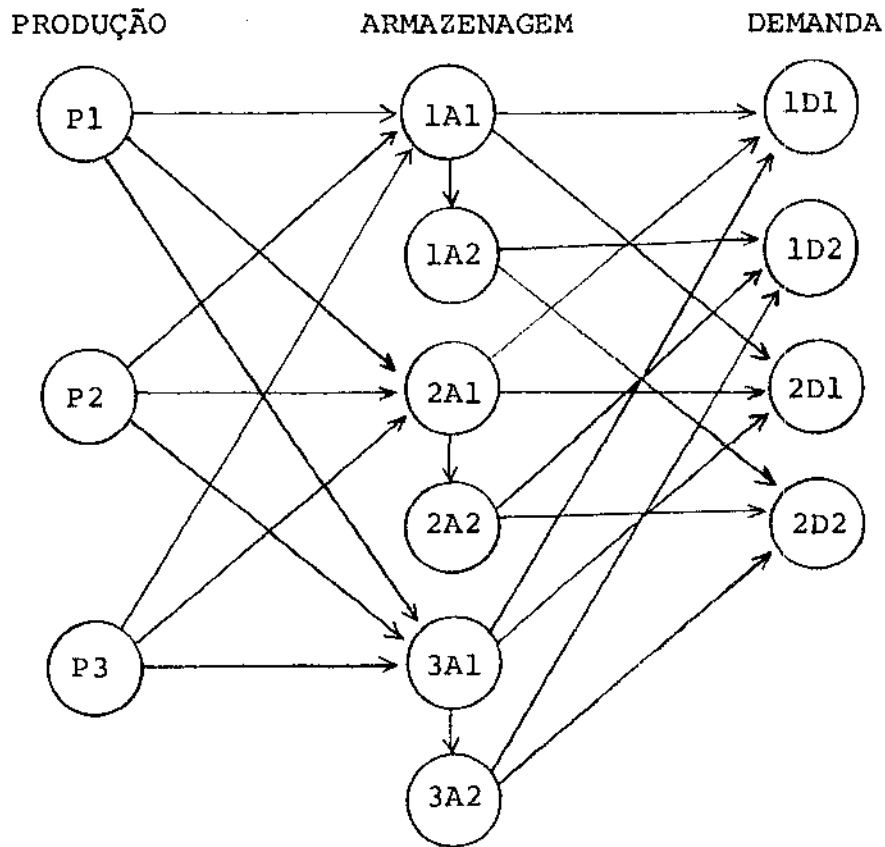 PRODUÇÃO ARMAZENAGEM DEMANDA
P1 1A1 1D1
1A2 1D2
P2 2A1 2D1
2A2 2D2
P3 3A1
3A2